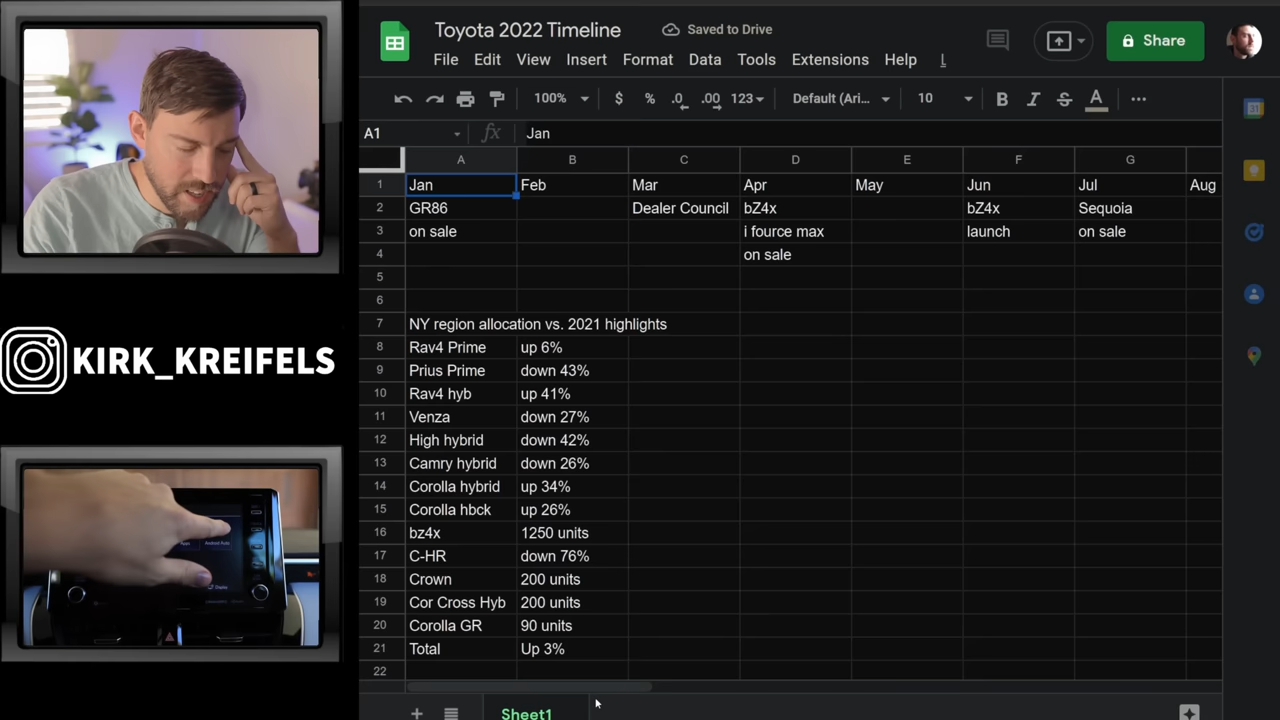 Toyota 2022 Timeline
Saved to Drive
Share
File Edit View Insert Format Data Tools Extensions Help L
100% $ % .0 .00 123 Default (Ari... 10 B I S A
A1 fx Jan
A B C D E F G
1 Jan Feb Mar Apr May Jun Jul Aug
2 GR86 Dealer Council bZ4x bZ4x Sequoia
3 on sale i fource max launch on sale
4 on sale
5
6
7 NY region allocation vs. 2021 highlights
8 Rav4 Prime up 6%
9 Prius Prime down 43%
10 Rav4 hyb up 41%
11 Venza down 27%
12 High hybrid down 42%
13 Camry hybrid down 26%
14 Corolla hybrid up 34%
15 Corolla hbck up 26%
16 bz4x 1250 units
17 C-HR down 76%
18 Crown 200 units
19 Cor Cross Hyb 200 units
20 Corolla GR 90 units
21 Total Up 3%
22
Sheet1
31
KIRK_KREIFELS
Apps Android Auto
Display